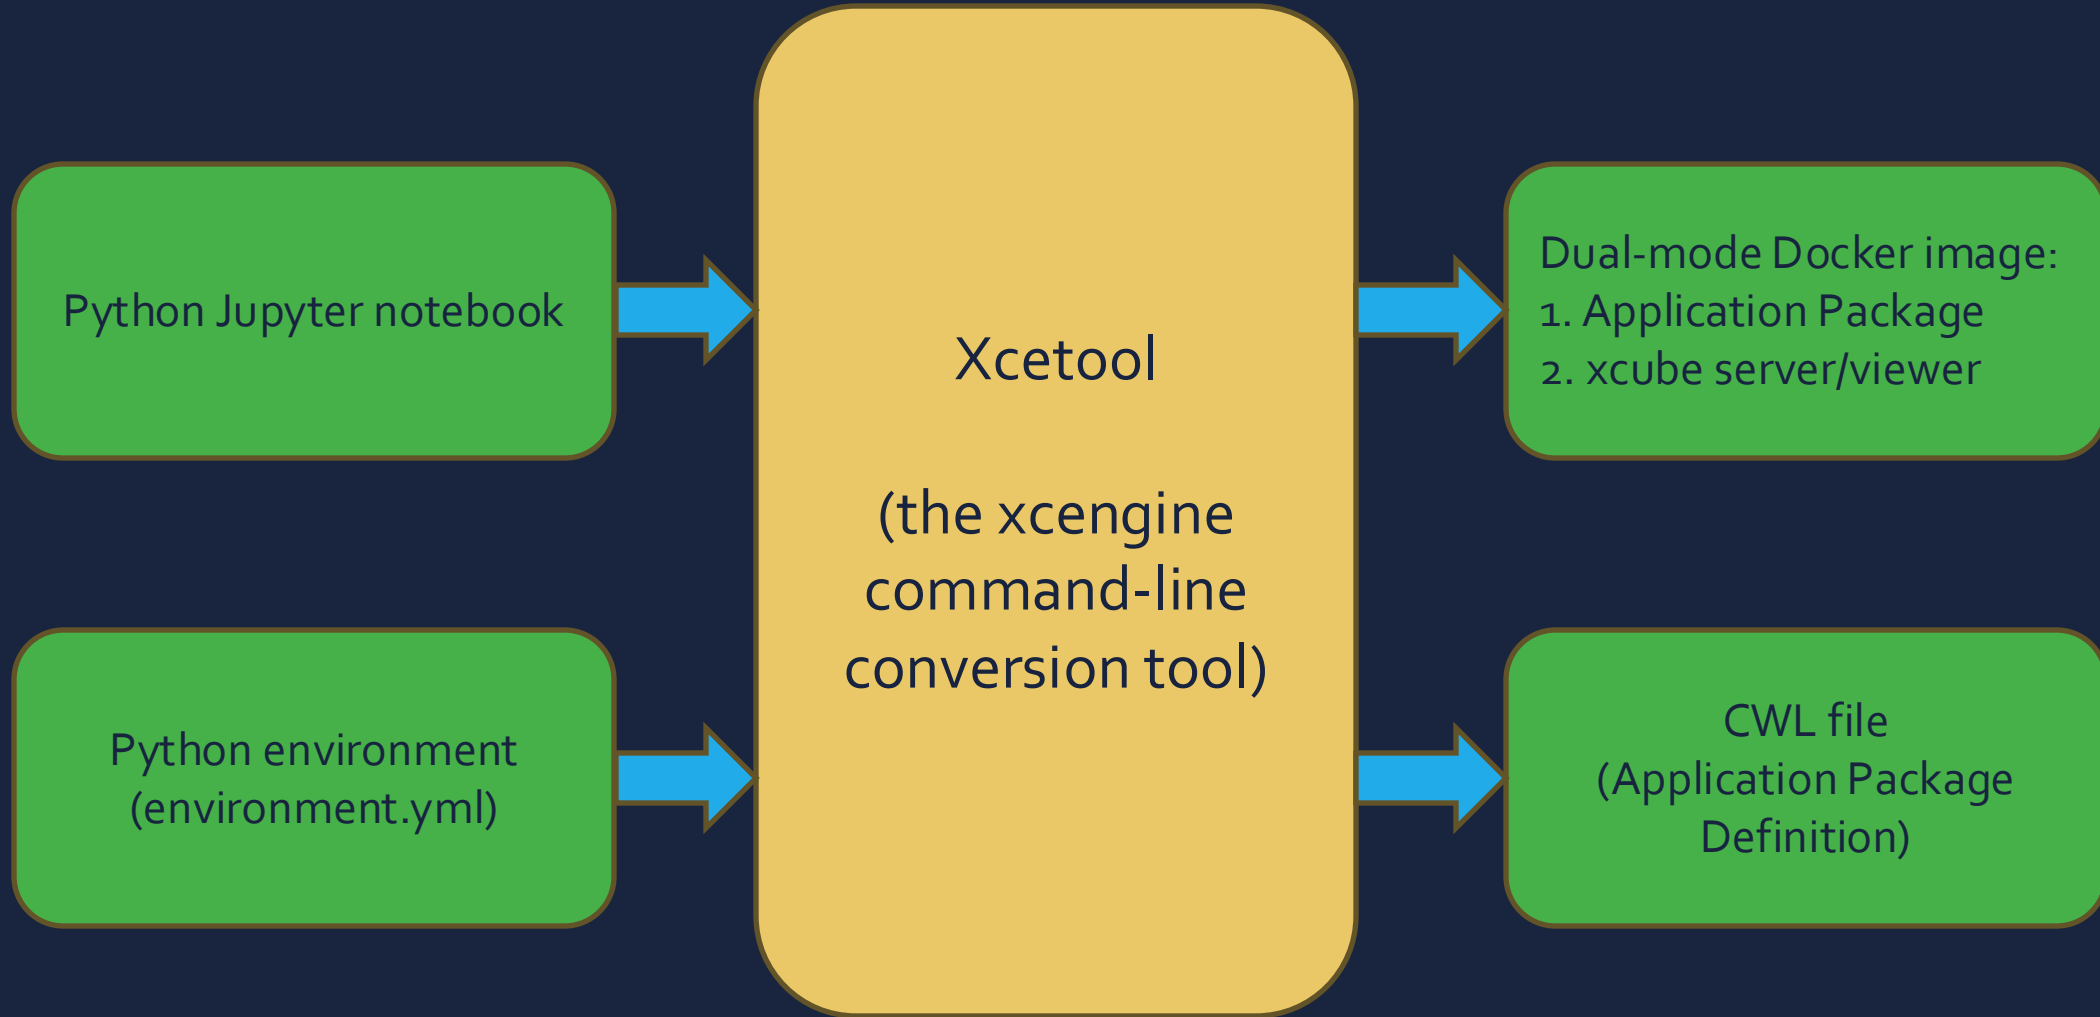 Python Jupyter notebook
Python environment
(environment.yml)
Xcetool
(the xcengine
command-line
conversion tool)
Dual-mode Docker image:
1. Application Package
2. xcube server/viewer
CWL file
(Application Package
Definition)